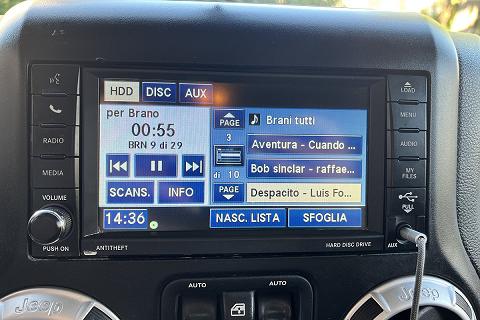 HDD DISC AUX
per Brano
00:55
BRN 9 di 29
SCANS. INFO
14:36
PAGE
3
di 10
PAGE
Brani tutti
Aventura - Cuando ...
Bob sinclar - raffae...
Despacito - Luis Fo...
NASC. LISTA SFOGLIA
RADIO
MEDIA
VOLUME
PUSH ON
LOAD
MENU
AUDIO
MY FILES
PULL
AUX
ANTITHEFT
HARD DISC DRIVE
AUTO AUTO
Jeep Jeep